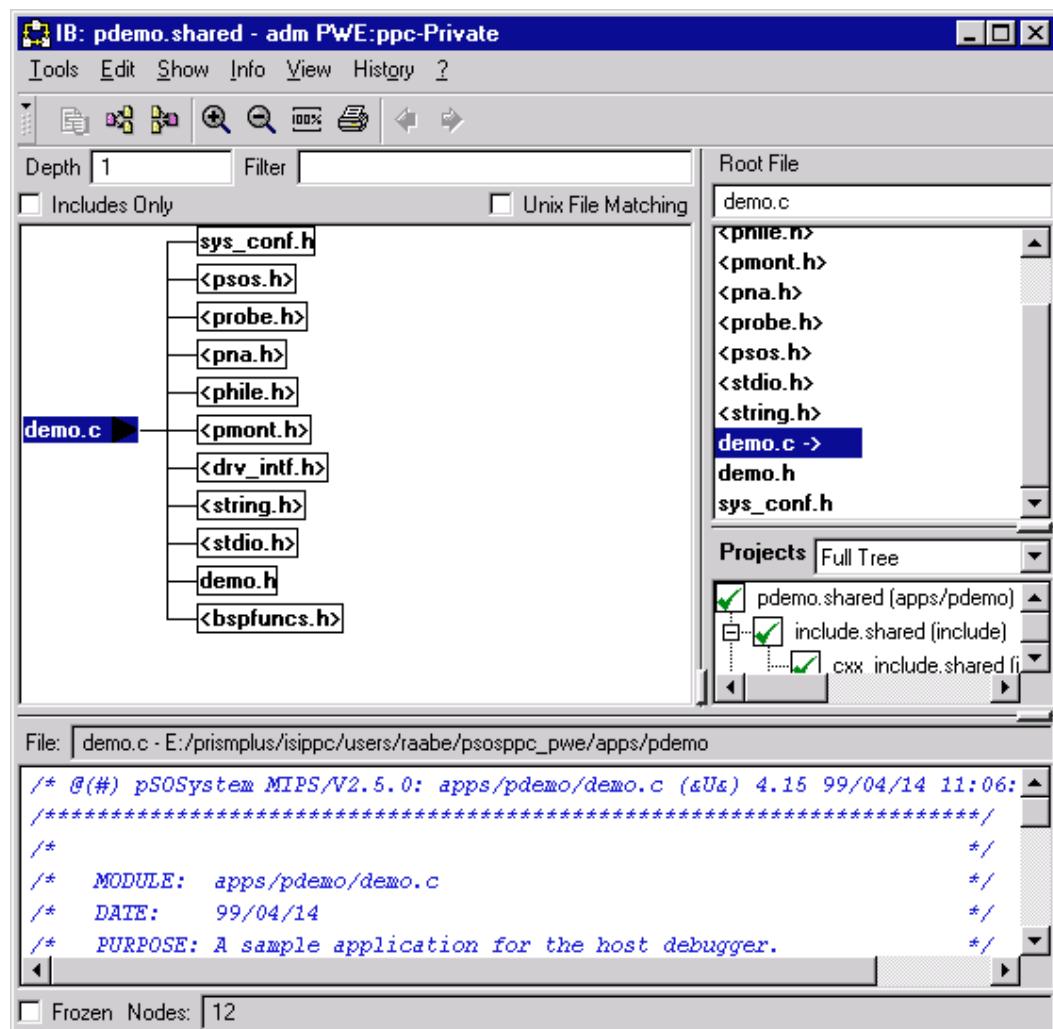 IB: pdemo.shared - adm PWE:ppc-Private
Tools Edit Show Info View History ?
100%
Depth 1 Filter
Includes Only Unix File Matching
sys_conf.h
<psos.h>
<probe.h>
<pna.h>
<phile.h>
demo.c <pmont.h>
<drv_intf.h>
<string.h>
<stdio.h>
demo.h
<bspfuncs.h>
Root File
demo.c
<phile.h>
<pmont.h>
<pna.h>
<probe.h>
<psos.h>
<stdio.h>
<string.h>
demo.c ->
demo.h
sys_conf.h
Projects Full Tree
pdemo.shared (apps/pdemo)
include.shared (include)
cxx_include.shared (i
File: demo.c - E:/prismplus/isippc/users/raabe/psosppc_pwe/apps/pdemo
/* @(#) pSOSystem MIPS/V2.5.0: apps/pdemo/demo.c (&U&) 4.15 99/04/14 11:06:
/***********************************************************************/
/* */
/* MODULE: apps/pdemo/demo.c */
/* DATE: 99/04/14 */
/* PURPOSE: A sample application for the host debugger. */
Frozen Nodes: 12